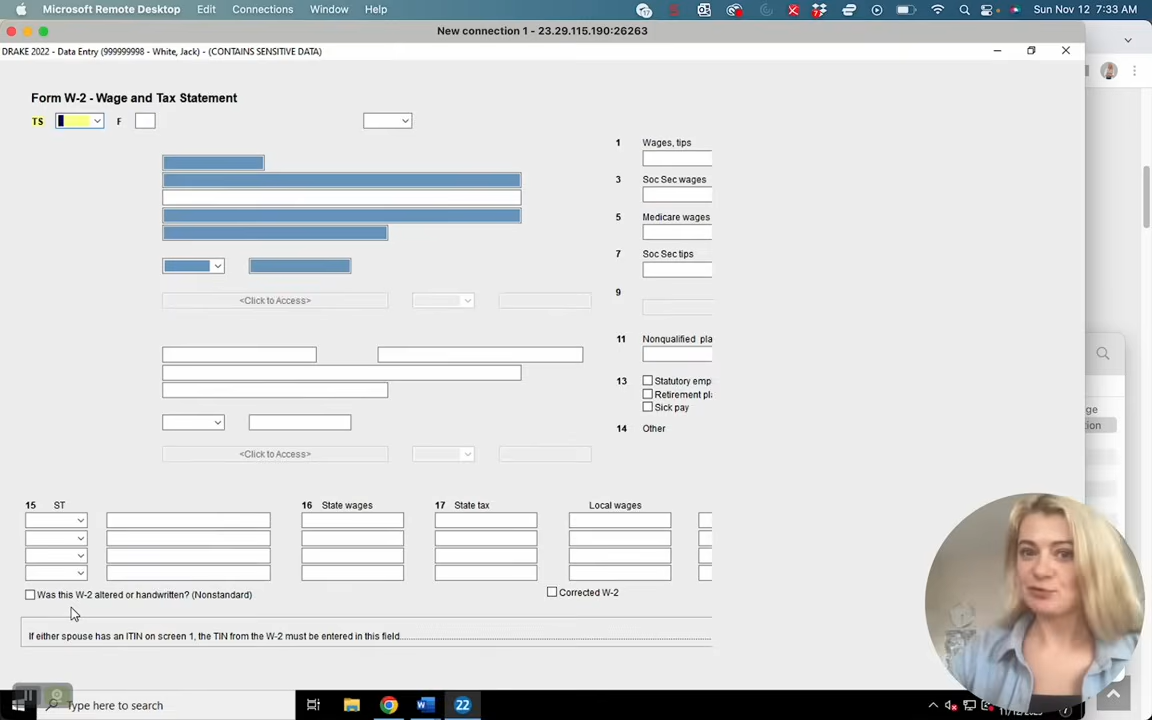 Microsoft Remote Desktop Edit Connections Window Help
Sun Nov 12 7:33 AM
New connection 1 - 23.29.115.190:26263
DRAKE 2022 - Data Entry (999999998 - White, Jack) - (CONTAINS SENSITIVE DATA)
Form W-2 - Wage and Tax Statement
TS F
1 Wages, tips
3 Soc Sec wages
5 Medicare wages
7 Soc Sec tips
9
<Click to Access>
11 Nonqualified pla
13 Statutory emp
Retirement pl
Sick pay
14 Other
<Click to Access>
15 ST 16 State wages 17 State tax Local wages
Was this W-2 altered or handwritten? (Nonstandard) Corrected W-2
If either spouse has an ITIN on screen 1, the TIN from the W-2 must be entered in this field
Type here to search
22